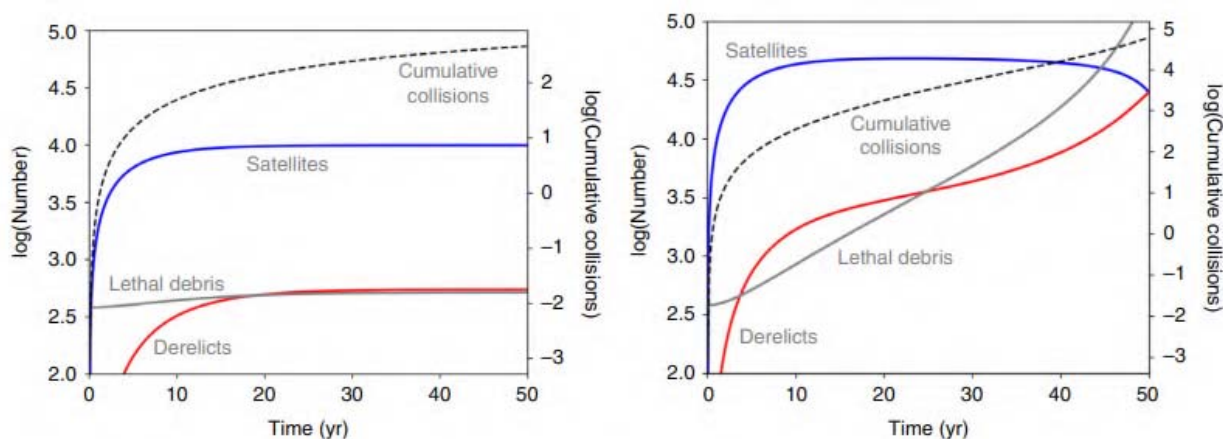 5.0
4.5
4.0
3.5
3.0
2.5
2.0
log(Number)
Cumulative
collisions
Satellites
Lethal debris
Derelicts
2
1
0
−1
−2
−3
log(Cumulative collisions)
0 10 20 30 40 50
Time (yr)
5.0
4.5
4.0
3.5
3.0
2.5
2.0
log(Number)
Satellites
Cumulative
collisions
Lethal debris
Derelicts
5
4
3
2
1
0
−1
−2
−3
log(Cumulative collisions)
0 10 20 30 40 50
Time (yr)